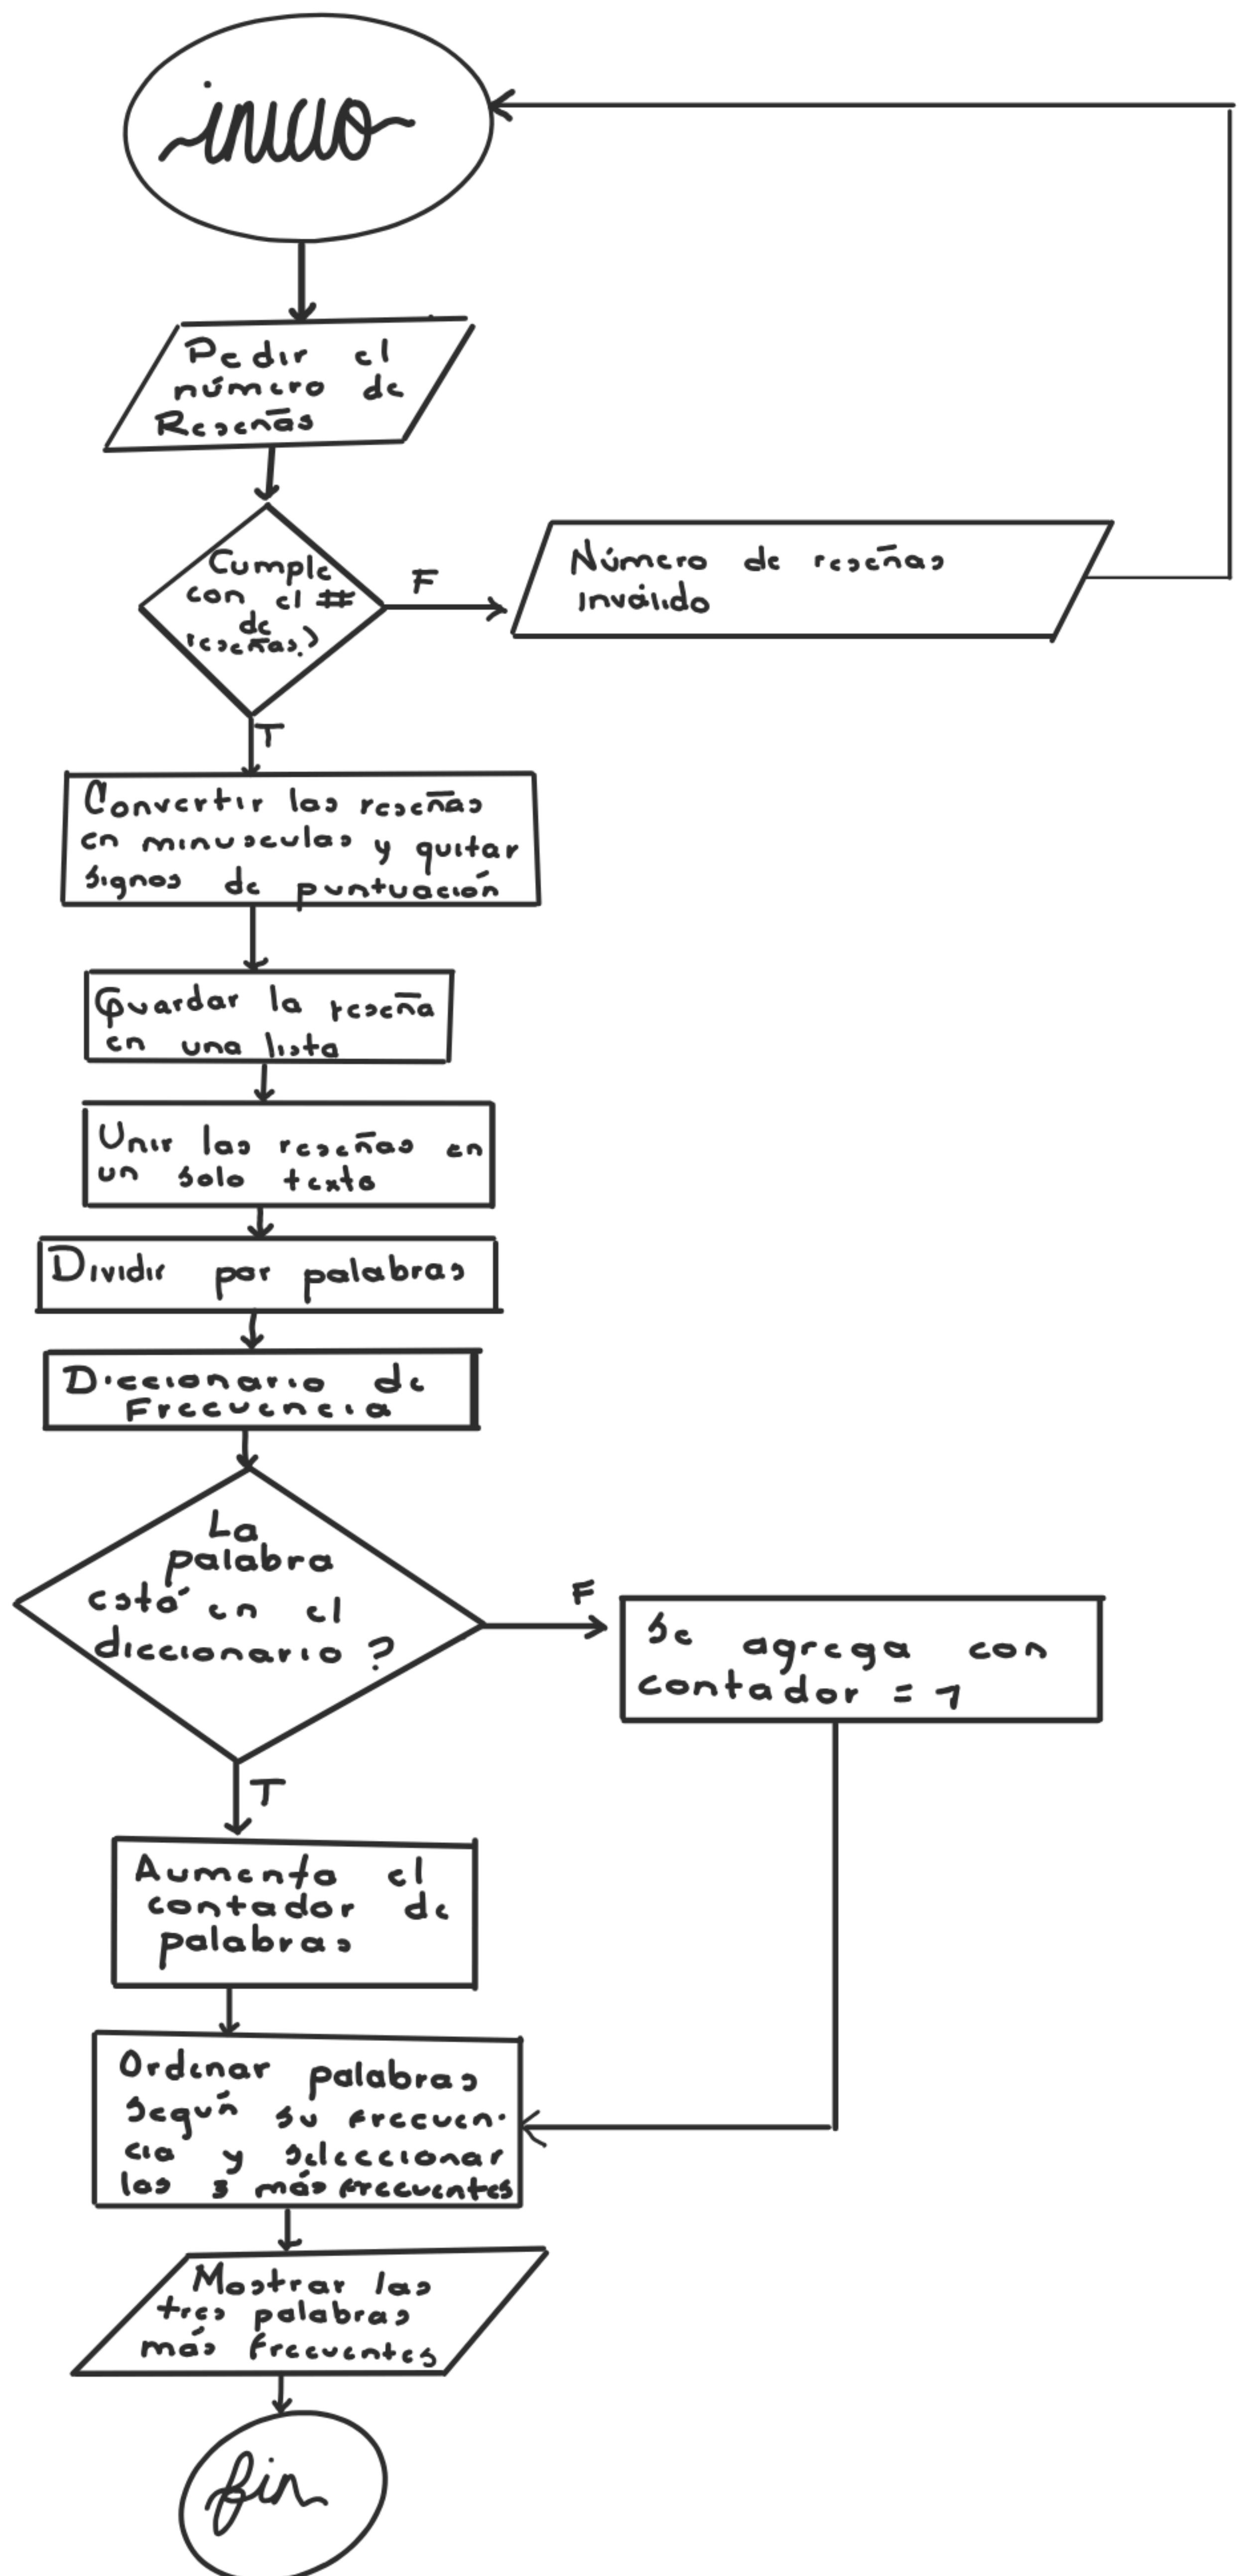 inicio
Pedir el
número de
Reseñas
Cumple
con el #
de
reseñas?
F
Número de reseñas
inválido
T
Convertir las reseñas
en minusculas y quitar
signos de puntuación
Guardar la reseña
en una lista
Unir las reseñas en
un solo texto
Dividir por palabras
Diccionario de
Frecuencia
La
palabra
está en el
diccionario?
F
Se agrega con
contador = 1
T
Aumenta el
contador de
palabras
Ordenar palabras
según su frecuen-
cia y seleccionar
las 3 más frecuentes
Mostrar las
tres palabras
más frecuentes
fin